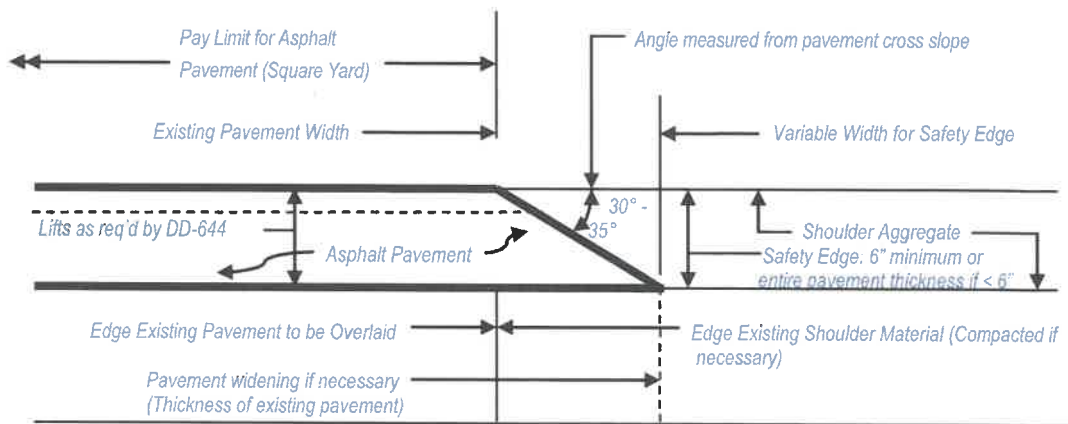 Pay Limit for Asphalt
Pavement (Square Yard)
Angle measured from pavement cross slope
Existing Pavement Width
Variable Width for Safety Edge
30° -
35°
Lifts as req'd by DD-644
Asphalt Pavement
Shoulder Aggregate
Safety Edge. 6" minimum or
entire pavement thickness if < 6"
Edge Existing Pavement to be Overlaid
Edge Existing Shoulder Material (Compacted if
necessary)
Pavement widening if necessary
(Thickness of existing pavement)